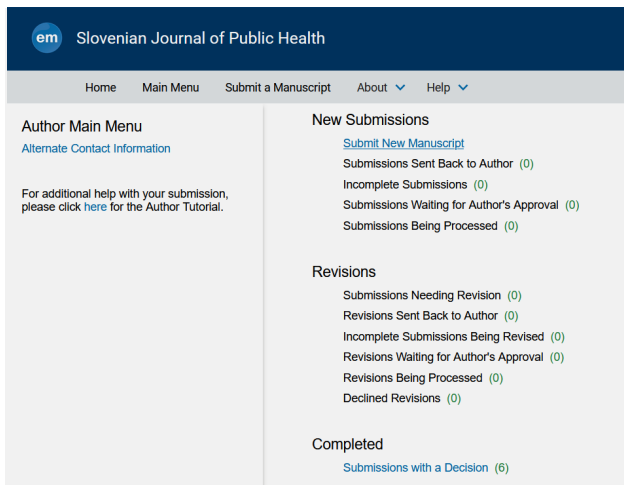 em Slovenian Journal of Public Health
Home Main Menu Submit a Manuscript About Help
Author Main Menu
Alternate Contact Information
For additional help with your submission,
please click here for the Author Tutorial.
New Submissions
Submit New Manuscript
Submissions Sent Back to Author (0)
Incomplete Submissions (0)
Submissions Waiting for Author's Approval (0)
Submissions Being Processed (0)
Revisions
Submissions Needing Revision (0)
Revisions Sent Back to Author (0)
Incomplete Submissions Being Revised (0)
Revisions Waiting for Author's Approval (0)
Revisions Being Processed (0)
Declined Revisions (0)
Completed
Submissions with a Decision (6)